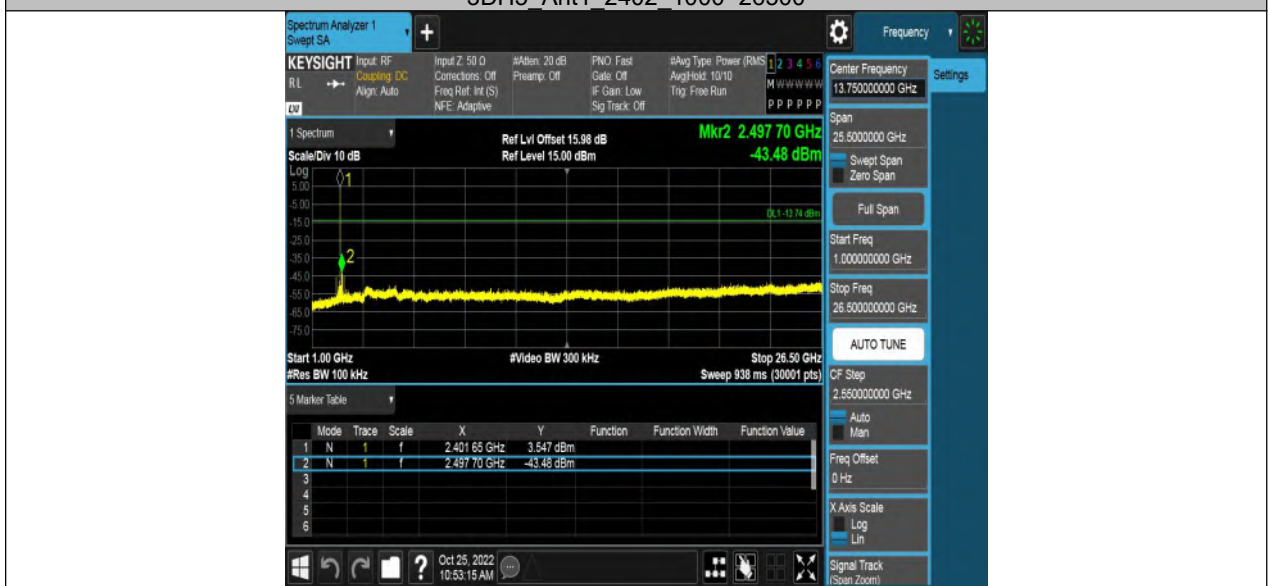 3DH5_Ant1_2402_1000~26500
Spectrum Analyzer 1
Swept SA
+
Frequency
KEYSIGHT
RL
LXI
Input: RF
Coupling: DC
Align: Auto
Input Z: 50 Ω
Corrections: Off
Freq Ref: Int (S)
NFE: Adaptive
#Atten: 20 dB
Preamp: Off
PNO: Fast
Gate: Off
IF Gain: Low
Sig Track: Off
#Avg Type: Power (RMS
Avg|Hold: 10/10
Trig: Free Run
1 2 3 4 5 6
M W W W W W
P P P P P P
Center Frequency
13.750000000 GHz
Settings
1 Spectrum
Scale/Div 10 dB
Ref Lvl Offset 15.98 dB
Ref Level 15.00 dBm
Mkr2 2.497 70 GHz
-43.48 dBm
Log
5.00
-5.00
-15.0
-25.0
-35.0
-45.0
-55.0
-65.0
-75.0
1
2
DL1 -13.74 dBm
Start 1.00 GHz
#Res BW 100 kHz
#Video BW 300 kHz
Stop 26.50 GHz
Sweep 938 ms (30001 pts)
Span
25.5000000 GHz
Swept Span
Zero Span
Full Span
Start Freq
1.000000000 GHz
Stop Freq
26.500000000 GHz
AUTO TUNE
CF Step
2.550000000 GHz
Auto
Man
Freq Offset
0 Hz
X Axis Scale
Log
Lin
Signal Track
(Span Zoom)
5 Marker Table
Mode Trace Scale X Y Function Function Width Function Value
1 N 1 f 2.401 65 GHz 3.547 dBm
2 N 1 f 2.497 70 GHz -43.48 dBm
3
4
5
6
?
Oct 25, 2022
10:53:15 AM